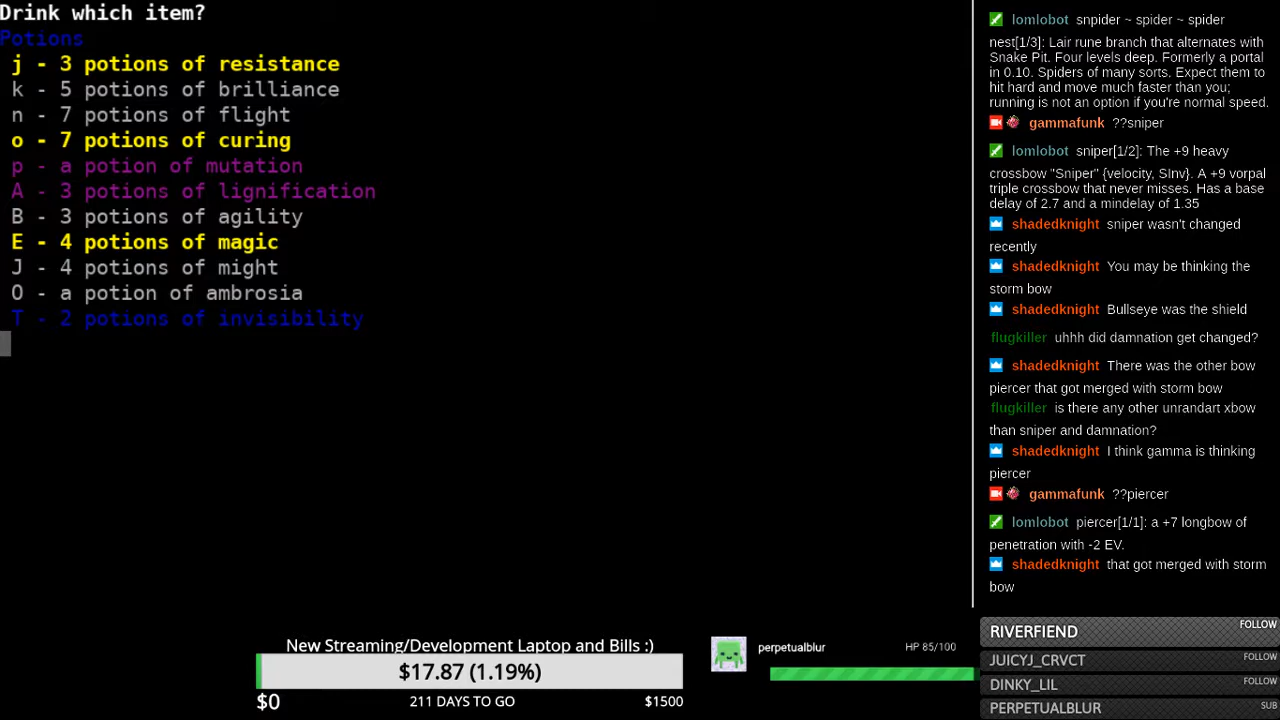 Drink which item?
Potions
j - 3 potions of resistance
k - 5 potions of brilliance
n - 7 potions of flight
o - 7 potions of curing
p - a potion of mutation
A - 3 potions of lignification
B - 3 potions of agility
E - 4 potions of magic
J - 4 potions of might
O - a potion of ambrosia
T - 2 potions of invisibility
lomlobot snpider ~ spider ~ spider
nest[1/3]: Lair rune branch that alternates with
Snake Pit. Four levels deep. Formerly a portal
in 0.10. Spiders of many sorts. Expect them to
hit hard and move much faster than you;
running is not an option if you're normal speed.
gammafunk ??sniper
lomlobot sniper[1/2]: The +9 heavy
crossbow "Sniper" {velocity, SInv}. A +9 vorpal
triple crossbow that never misses. Has a base
delay of 2.7 and a mindelay of 1.35
shadedknight sniper wasn't changed
recently
shadedknight You may be thinking the
storm bow
shadedknight Bullseye was the shield
flugkiller uhhh did damnation get changed?
shadedknight There was the other bow
piercer that got merged with storm bow
flugkiller is there any other unrandart xbow
than sniper and damnation?
shadedknight I think gamma is thinking
piercer
gammafunk ??piercer
lomlobot piercer[1/1]: a +7 longbow of
penetration with -2 EV.
shadedknight that got merged with storm
bow
New Streaming/Development Laptop and Bills :)
$17.87 (1.19%)
$0 211 DAYS TO GO $1500
perpetualblur HP 85/100
RIVERFIEND FOLLOW
JUICYJ_CRVCT FOLLOW
DINKY_LIL FOLLOW
PERPETUALBLUR SUB